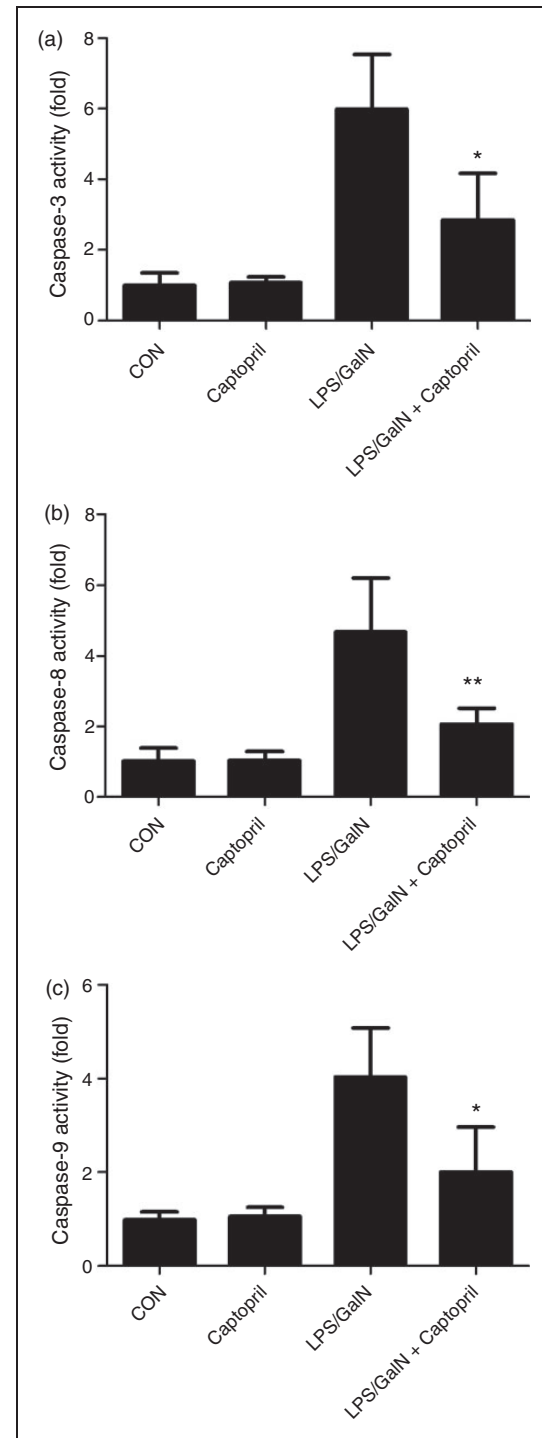 (a)
Caspase-3 activity (fold)
8
6
4
2
0
*
CON
Captopril
LPS/GalN
LPS/GalN + Captopril
(b)
Caspase-8 activity (fold)
8
6
4
2
0
**
CON
Captopril
LPS/GalN
LPS/GalN + Captopril
(c)
Caspase-9 activity (fold)
6
4
2
0
*
CON
Captopril
LPS/GalN
LPS/GalN + Captopril